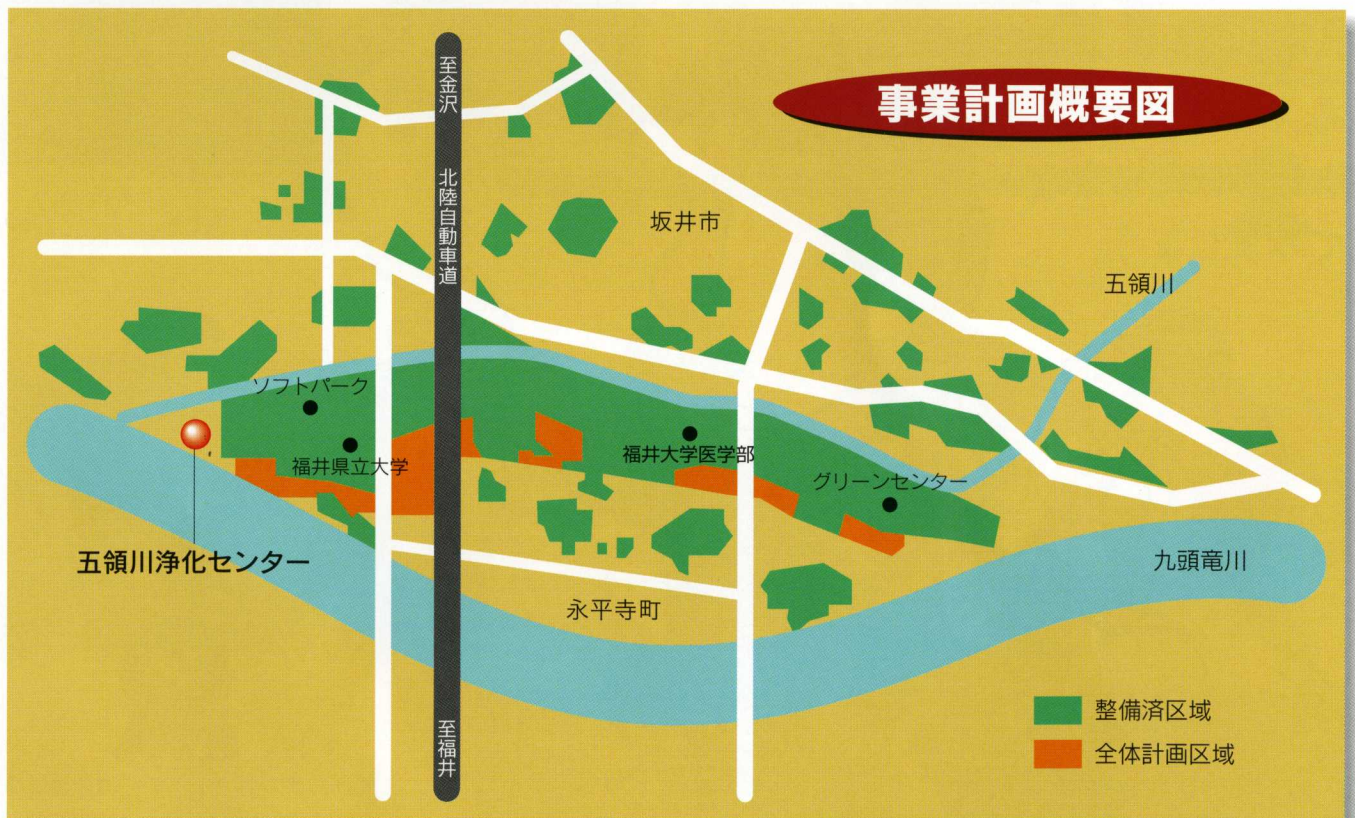 事業計画概要図
至金沢
北陸自動車道
坂井市
五領川
ソフトパーク
福井県立大学
福井大学医学部
グリーンセンター
五領川浄化センター
九頭竜川
永平寺町
至福井
整備済区域
全体計画区域